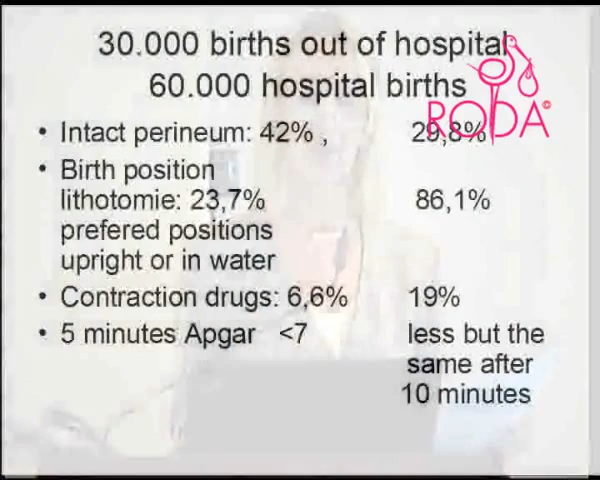 30.000 births out of hospital
60.000 hospital births
RODA©
• Intact perineum: 42% , 29,8%
• Birth position
lithotomie: 23,7% 86,1%
prefered positions
upright or in water
• Contraction drugs: 6,6% 19%
• 5 minutes Apgar <7 less but the
same after
10 minutes